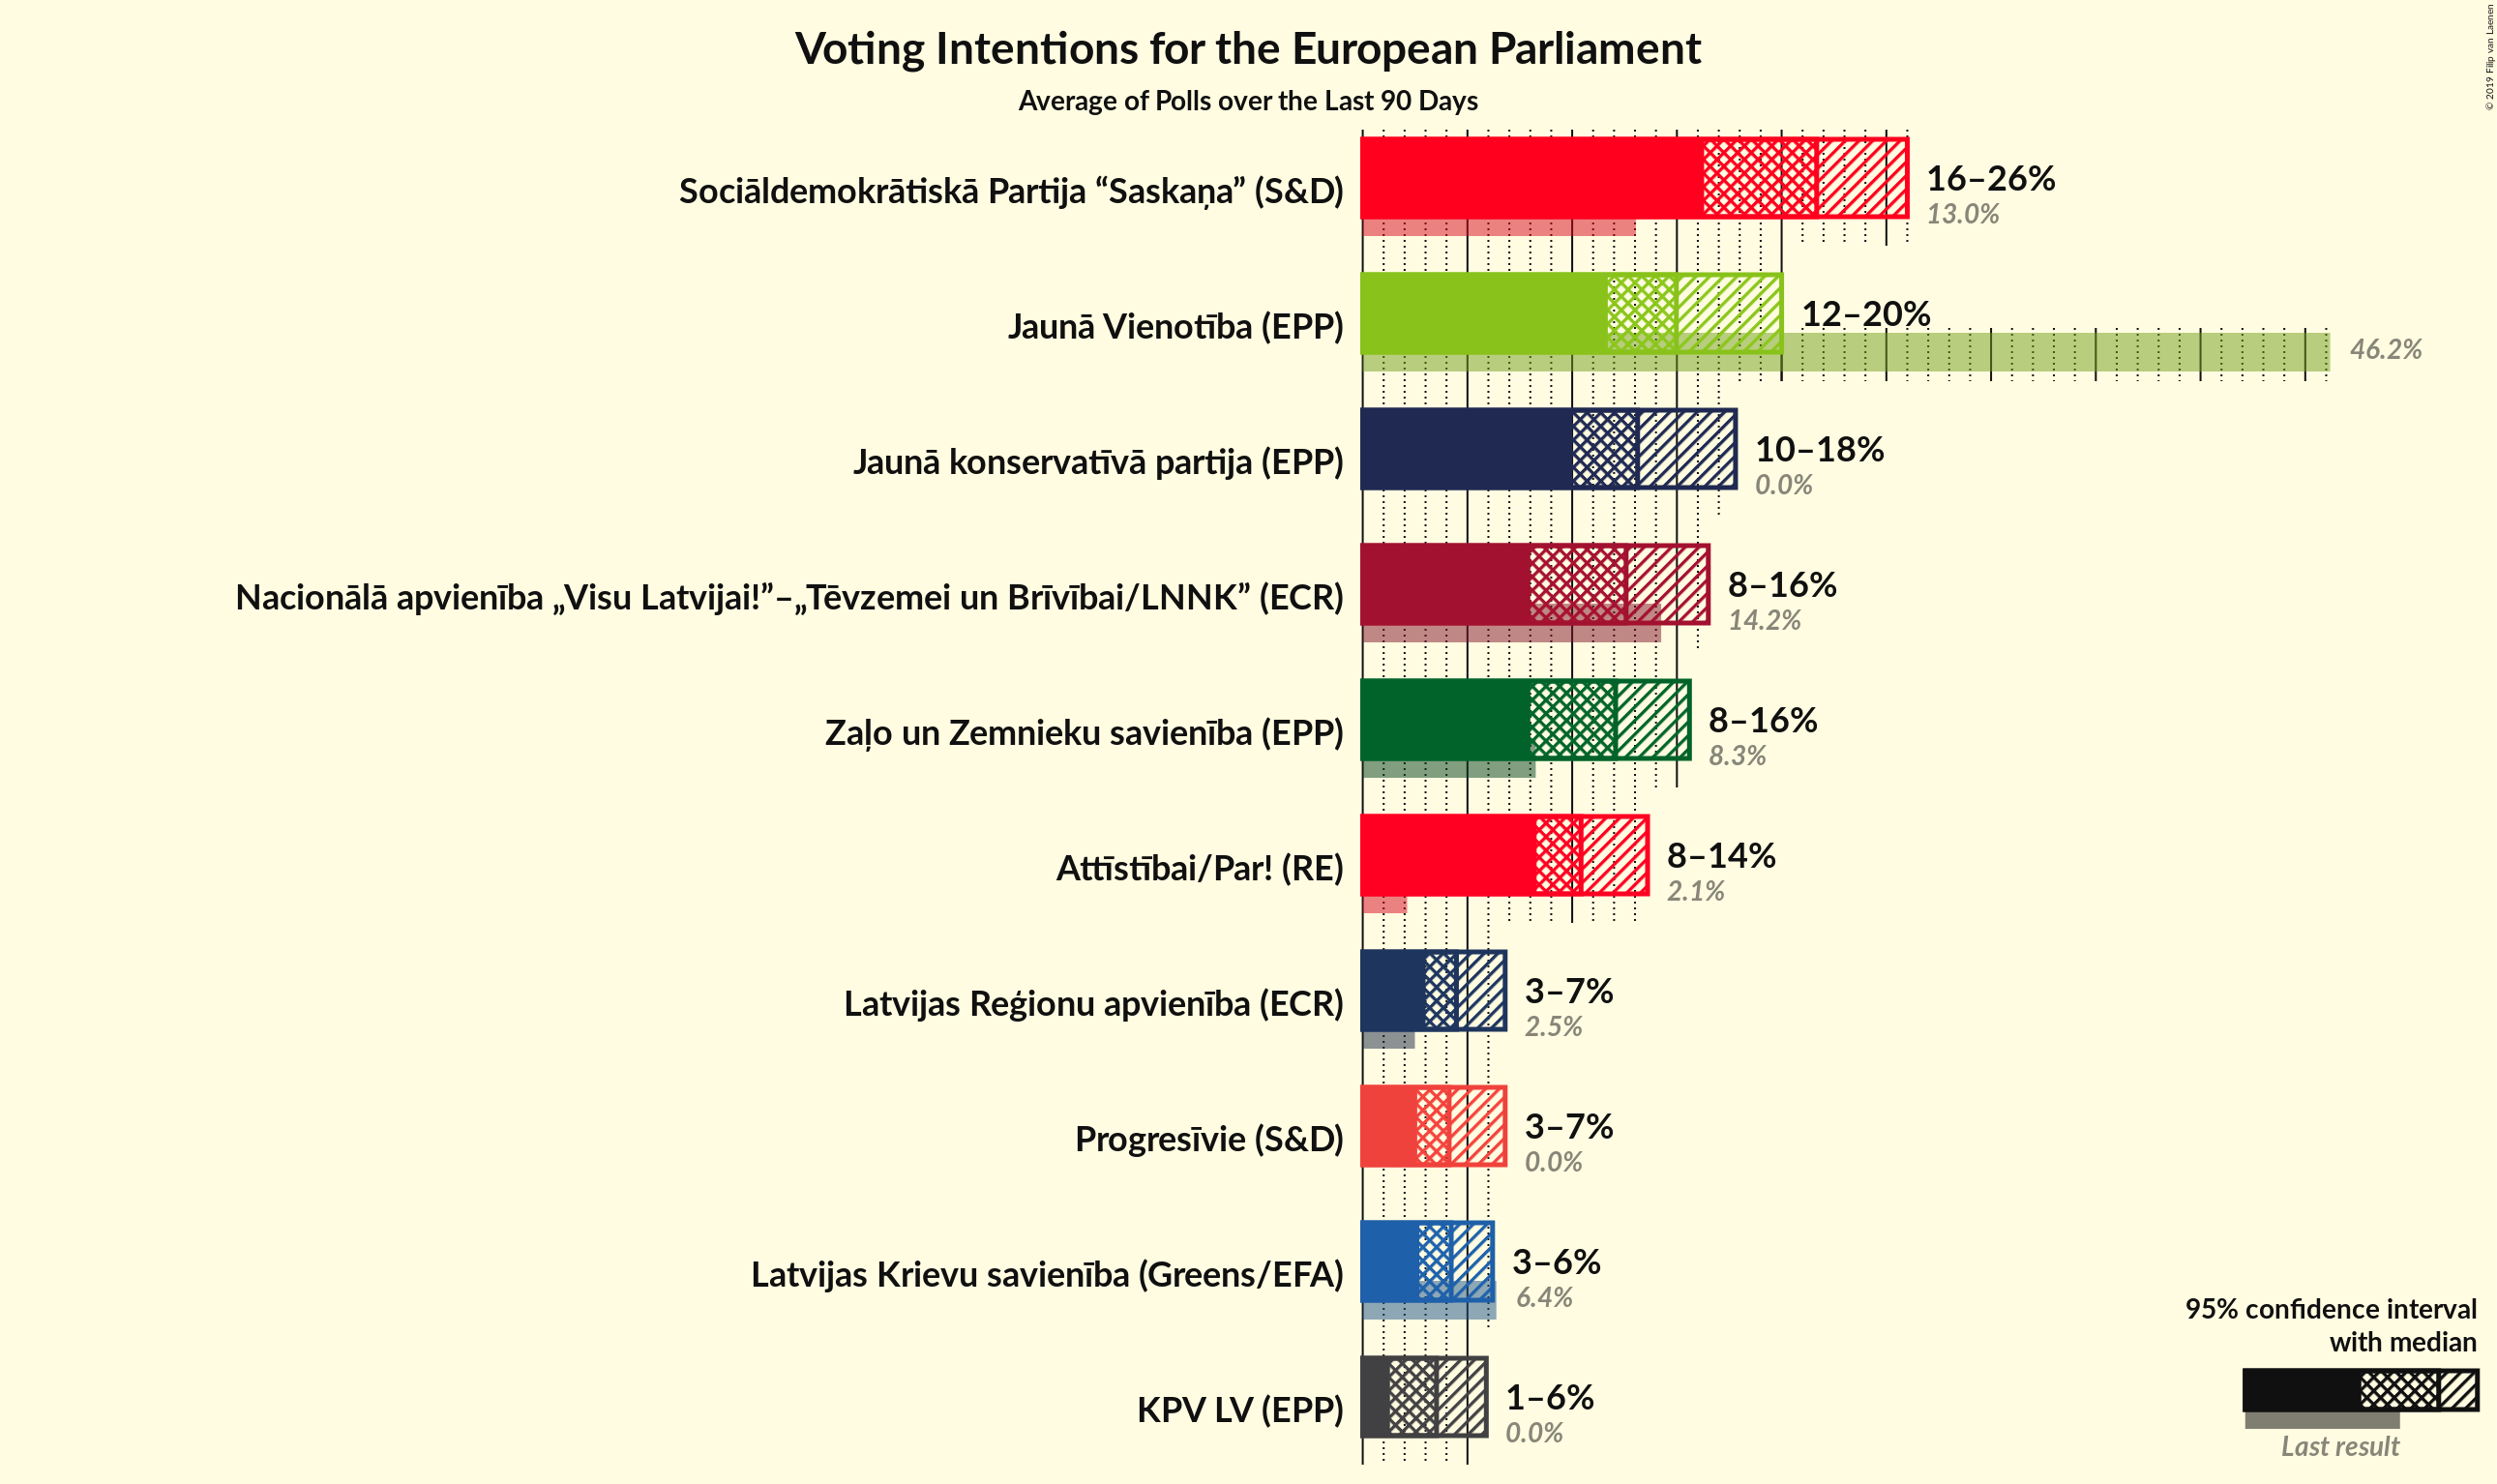 Voting Intentions for the European Parliament
Average of Polls over the Last 90 Days
© 2019 Filip van Laenen
Sociāldemokrātiskā Partija “Saskaņa” (S&D)
16–26%
13.0%
Jaunā Vienotība (EPP)
12–20%
46.2%
Jaunā konservatīvā partija (EPP)
10–18%
0.0%
Nacionālā apvienība „Visu Latvijai!”–„Tēvzemei un Brīvībai/LNNK” (ECR)
8–16%
14.2%
Zaļo un Zemnieku savienība (EPP)
8–16%
8.3%
Attīstībai/Par! (RE)
8–14%
2.1%
Latvijas Reģionu apvienība (ECR)
3–7%
2.5%
Progresīvie (S&D)
3–7%
0.0%
Latvijas Krievu savienība (Greens/EFA)
3–6%
6.4%
KPV LV (EPP)
1–6%
0.0%
95% confidence interval
with median
Last result